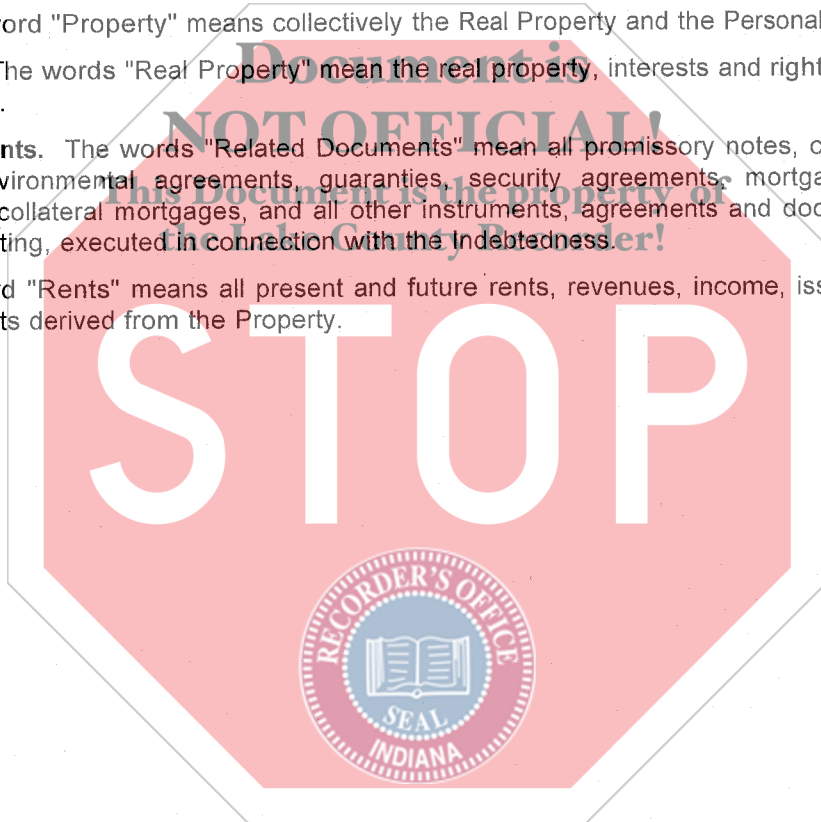 ord "Property" means collectively the Real Property and the Personal
The words "Real Property" mean the real property, interests and right
.
nts. The words "Related Documents" mean all promissory notes, c
vironmental agreements, guaranties, security agreements, mortga
collateral mortgages, and all other instruments, agreements and doc
ting, executed in connection with the Indebtedness.
d "Rents" means all present and future rents, revenues, income, iss
ts derived from the Property.
Document is
NOT OFFICIAL!
This Document is the property of
the Lake County Recorder!
STOP
RECORDER'S OFFICE
SEAL
INDIANA